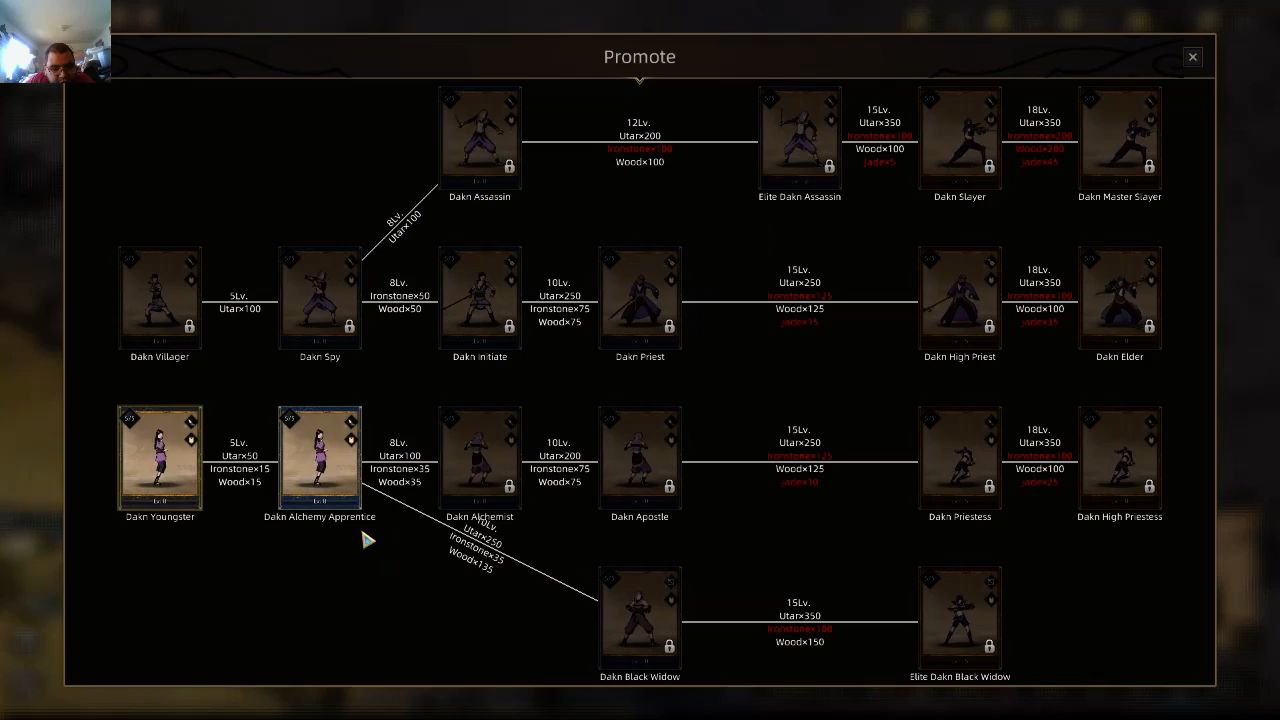 Promote
12Lv.
Utar×200
Ironstone×100
Wood×100
15Lv.
Utar×350
Ironstone×100
Wood×100
Jade×5
18Lv.
Utar×350
Ironstone×200
Wood×200
Jade×45
Dakn Assassin
Elite Dakn Assassin
Dakn Slayer
Dakn Master Slayer
8Lv.
Utar×100
5Lv.
Utar×100
8Lv.
Ironstone×50
Wood×50
10Lv.
Utar×250
Ironstone×75
Wood×75
15Lv.
Utar×250
Ironstone×125
Wood×125
Jade×15
18Lv.
Utar×350
Ironstone×100
Wood×100
Jade×35
Dakn Villager
Dakn Spy
Dakn Initiate
Dakn Priest
Dakn High Priest
Dakn Elder
5/5
5/5
5Lv.
Utar×50
Ironstone×15
Wood×15
8Lv.
Utar×100
Ironstone×35
Wood×35
10Lv.
Utar×200
Ironstone×75
Wood×75
15Lv.
Utar×250
Ironstone×125
Wood×125
18Lv.
Utar×350
Ironstone×100
Wood×100
Jade×25
Lv. 0
Lv. 0
Dakn Youngster
Dakn Alchemy Apprentice
Dakn Alchemist
Dakn Apostle
Dakn Priestess
Dakn High Priestess
10Lv.
Utar×250
Ironstone×35
Wood×135
15Lv.
Utar×350
Ironstone×100
Wood×150
Dakn Black Widow
Elite Dakn Black Widow